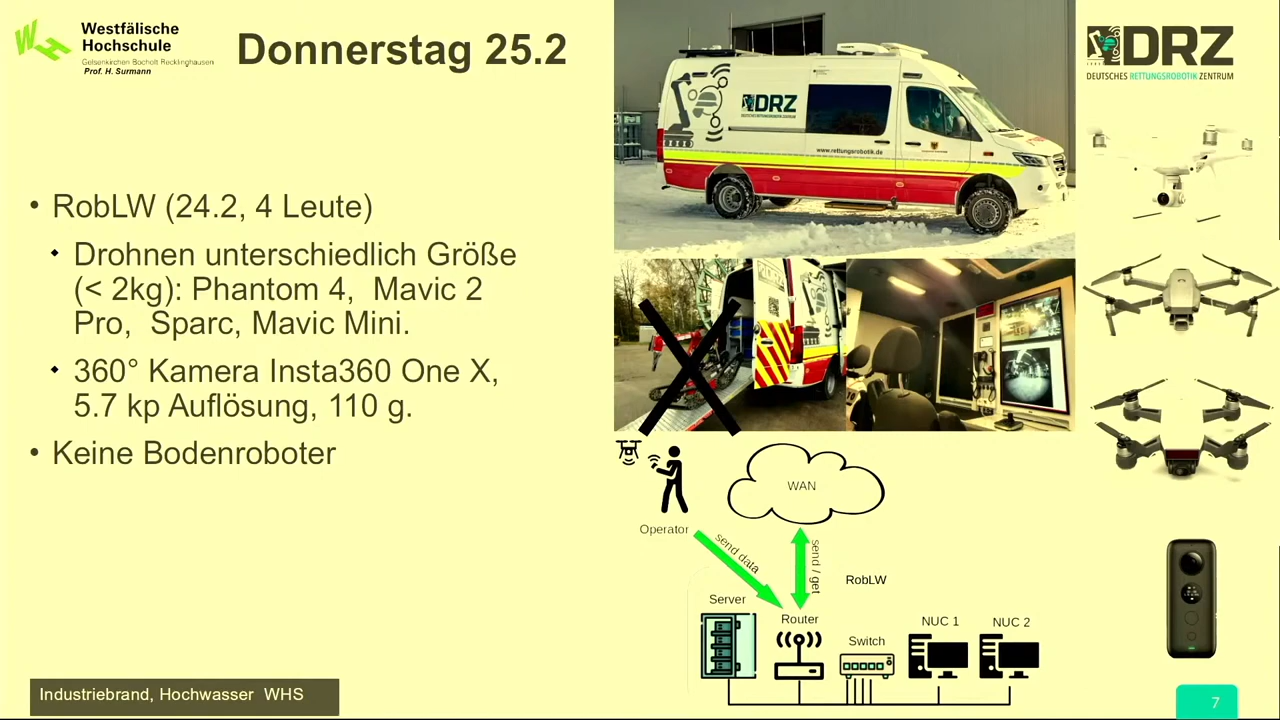 Westfälische
Hochschule
Gelsenkirchen Bocholt Recklinghausen
Prof. H. Surmann
Donnerstag 25.2
DRZ
DEUTSCHES RETTUNGSROBOTIK ZENTRUM
• RobLW (24.2, 4 Leute)
Drohnen unterschiedlich Größe
(< 2kg): Phantom 4, Mavic 2
Pro, Sparc, Mavic Mini.
360° Kamera Insta360 One X,
5.7 kp Auflösung, 110 g.
• Keine Bodenroboter
DRZ
DEUTSCHES RETTUNGSROBOTIK ZENTRUM
www.rettungsrobotik.de
WAN
Operator
send data
send / get
RobLW
Server
Router
Switch
NUC 1
NUC 2
Industriebrand, Hochwasser WHS
7